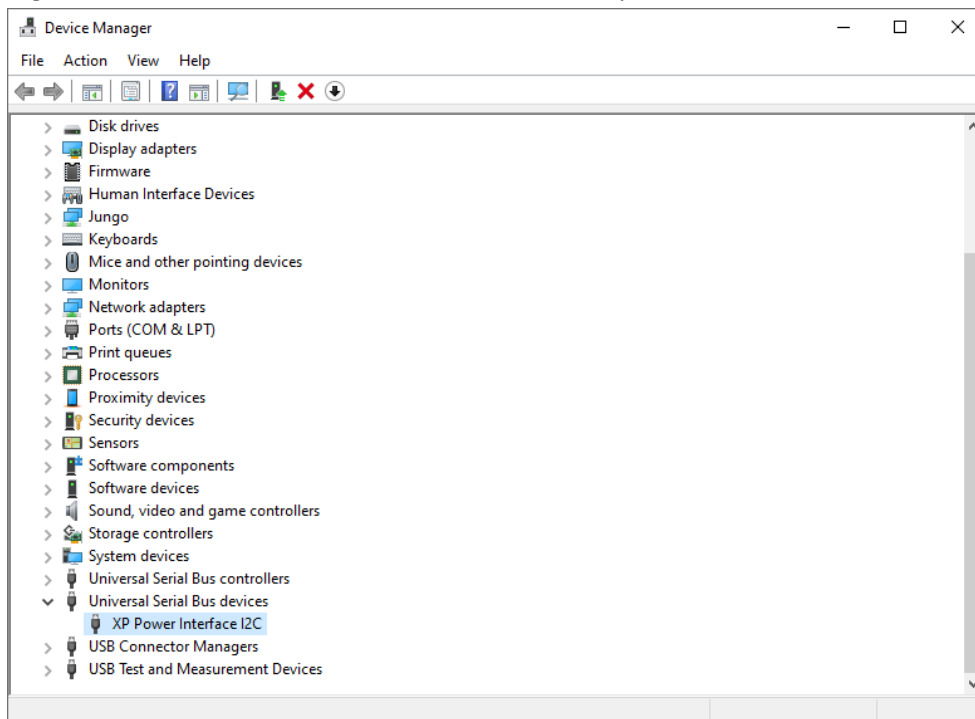 Device Manager
File Action View Help
Disk drives
Display adapters
Firmware
Human Interface Devices
Jungo
Keyboards
Mice and other pointing devices
Monitors
Network adapters
Ports (COM & LPT)
Print queues
Processors
Proximity devices
Security devices
Sensors
Software components
Software devices
Sound, video and game controllers
Storage controllers
System devices
Universal Serial Bus controllers
Universal Serial Bus devices
XP Power Interface I2C
USB Connector Managers
USB Test and Measurement Devices